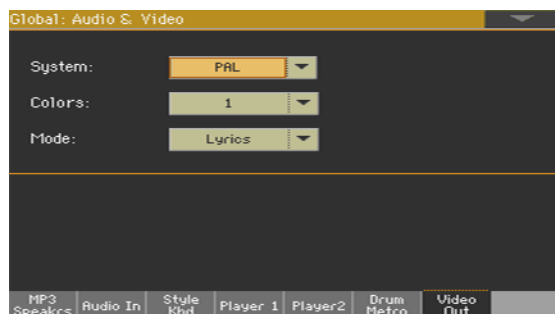 Global: Audio & Video
System: PAL
Colors: 1
Mode: Lyrics
MP3 Speakrs Audio In Style Kbd Player 1 Player2 Drum Metro Video Out